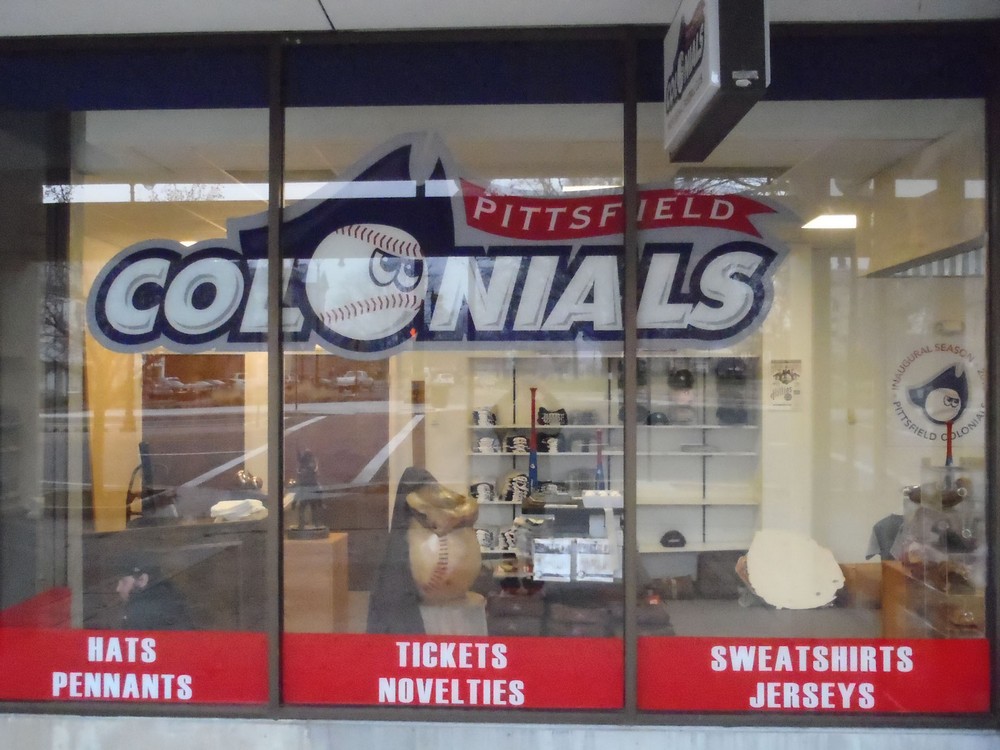 PITTSFIELD
COLONIALS
INAUGURAL SEASON
PITTSFIELD COLONIALS
HATS
PENNANTS
TICKETS
NOVELTIES
SWEATSHIRTS
JERSEYS